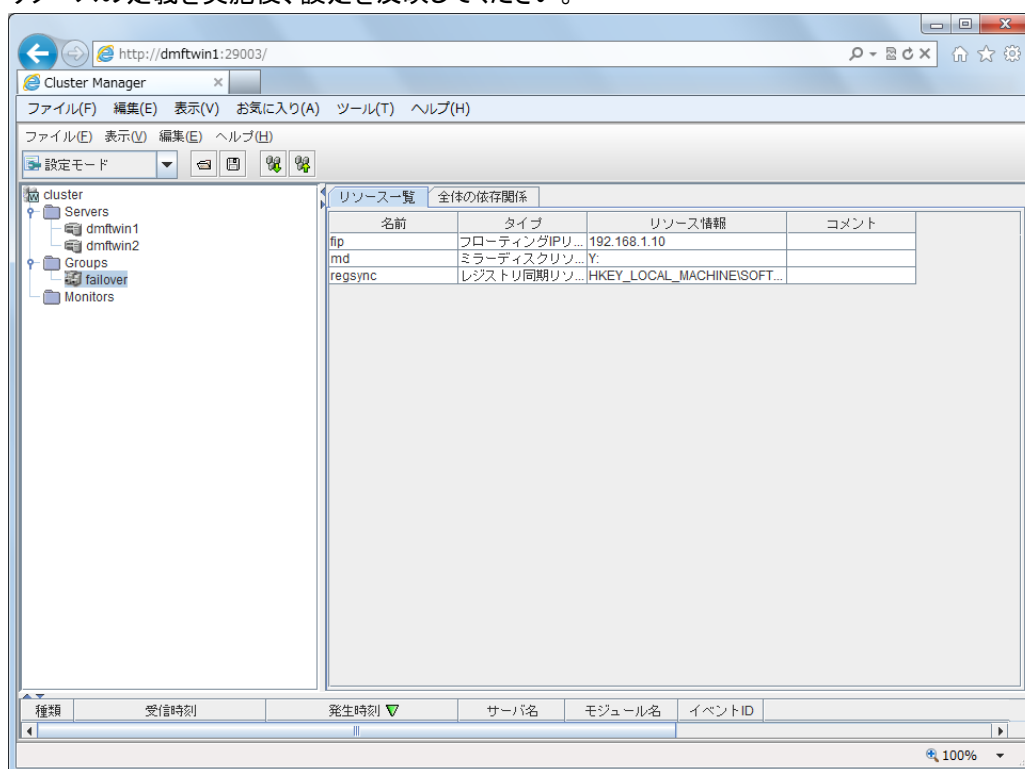 http://dmftwin1:29003/
Cluster Manager
ファイル(F) 編集(E) 表示(V) お気に入り(A) ツール(T) ヘルプ(H)
ファイル(F) 表示(V) 編集(E) ヘルプ(H)
設定モード
cluster
Servers
dmftwin1
dmftwin2
Groups
failover
Monitors
リソース一覧 全体の依存関係
名前 タイプ リソース情報 コメント
fip フローティングIPリ... 192.168.1.10
md ミラーディスクリソ... Y:
regsync レジストリ同期リソ... HKEY_LOCAL_MACHINE\SOFT...
種類 受信時刻 発生時刻 サーバ名 モジュール名 イベントID
100%